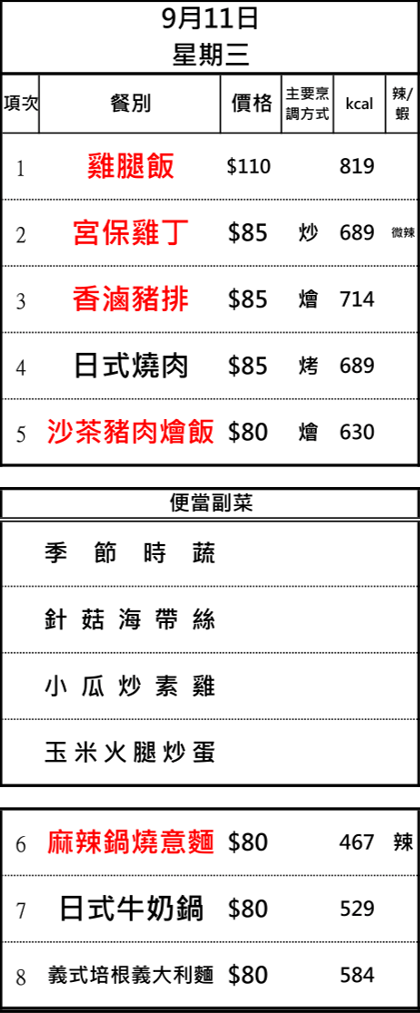 9月11日
星期三
項次 餐別 價格 主要烹調方式 kcal 辣/蝦
1 雞腿飯 $110 819
2 宮保雞丁 $85 炒 689 微辣
3 香滷豬排 $85 燴 714
4 日式燒肉 $85 烤 689
5 沙茶豬肉燴飯 $80 燴 630
便當副菜
季節時蔬
針菇海帶絲
小瓜炒素雞
玉米火腿炒蛋
6 麻辣鍋燒意麵 $80 467 辣
7 日式牛奶鍋 $80 529
8 義式培根義大利麵 $80 584